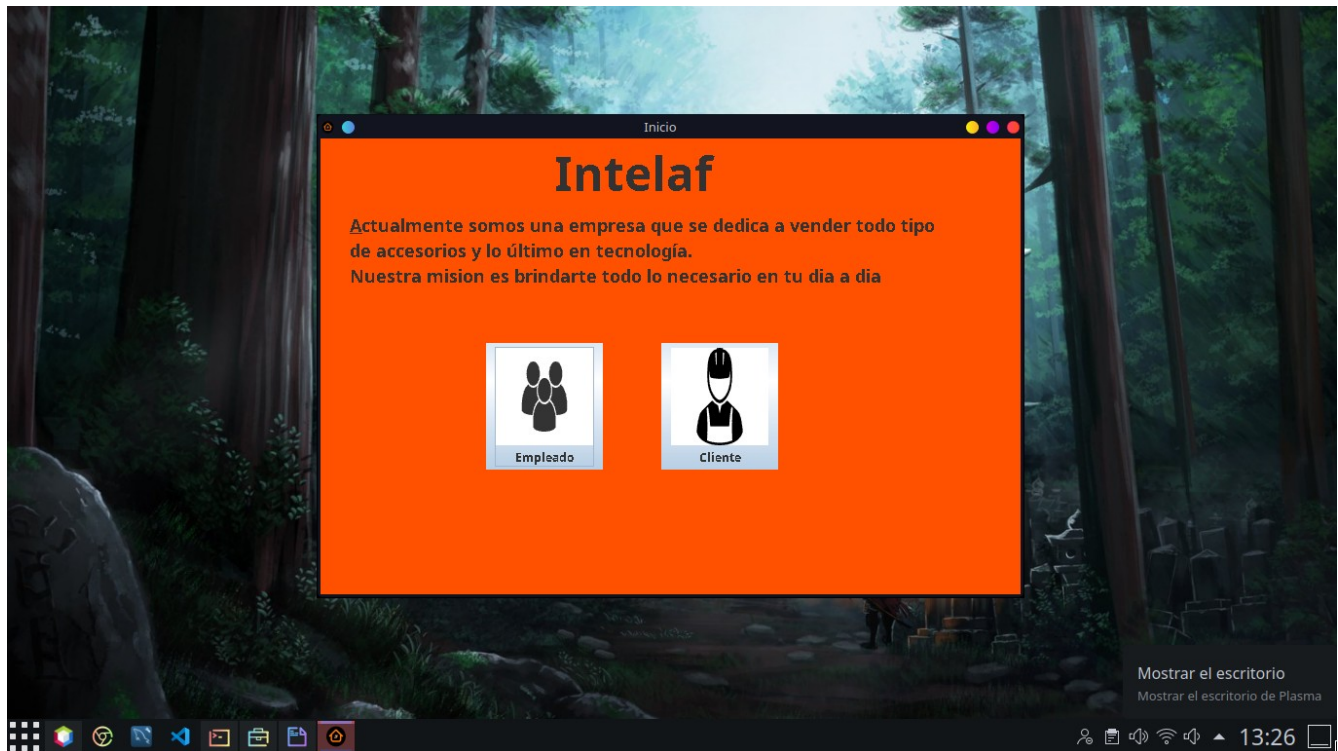 Inicio
Intelaf
Actualmente somos una empresa que se dedica a vender todo tipo
de accesorios y lo último en tecnología.
Nuestra mision es brindarte todo lo necesario en tu dia a dia
Empleado
Cliente
Mostrar el escritorio
Mostrar el escritorio de Plasma
13:26